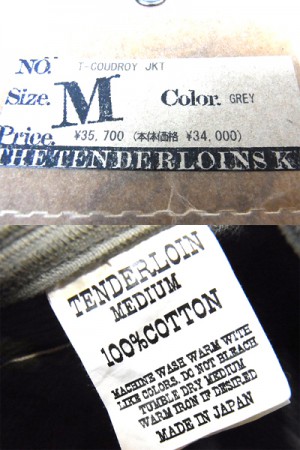 NO. T-COUDROY JKT
Size. M Color. GREY
Price. ¥35,700 (本体価格 ¥34,000)
THE TENDERLOINS K
TENDERLOIN
MEDIUM
100% COTTON
MACHINE WASH WARM WITH
LIKE COLORS. DO NOT BLEACH
TUMBLE DRY MEDIUM
WARM IRON IF DESIRED
MADE IN JAPAN